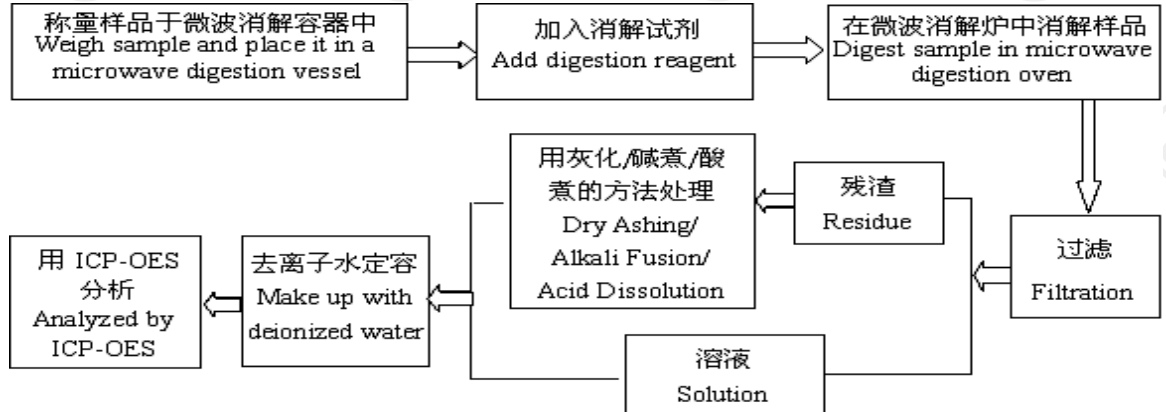 称量样品于微波消解容器中
Weigh sample and place it in a
microwave digestion vessel
加入消解试剂
Add digestion reagent
在微波消解炉中消解样品
Digest sample in microwave
digestion oven
过滤
Filtration
残渣
Residue
用灰化/碱煮/酸
煮的方法处理
Dry Ashing/
Alkali Fusion/
Acid Dissolution
溶液
Solution
去离子水定容
Make up with
deionized water
用 ICP-OES
分析
Analyzed by
ICP-OES